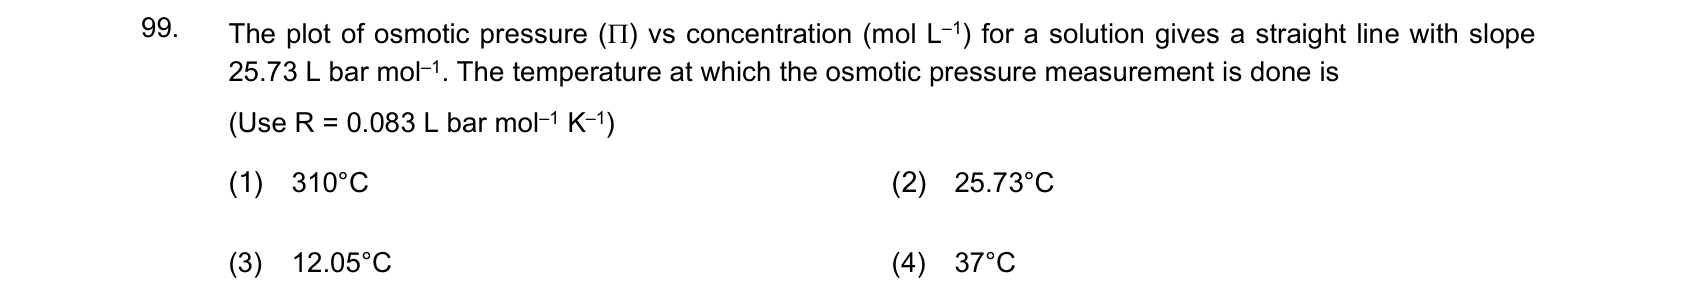 99. The plot of osmotic pressure (Π) vs concentration (mol L⁻¹) for a solution gives a straight line with slope
25.73 L bar mol⁻¹. The temperature at which the osmotic pressure measurement is done is
(Use R = 0.083 L bar mol⁻¹ K⁻¹)
(1) 310°C (2) 25.73°C
(3) 12.05°C (4) 37°C